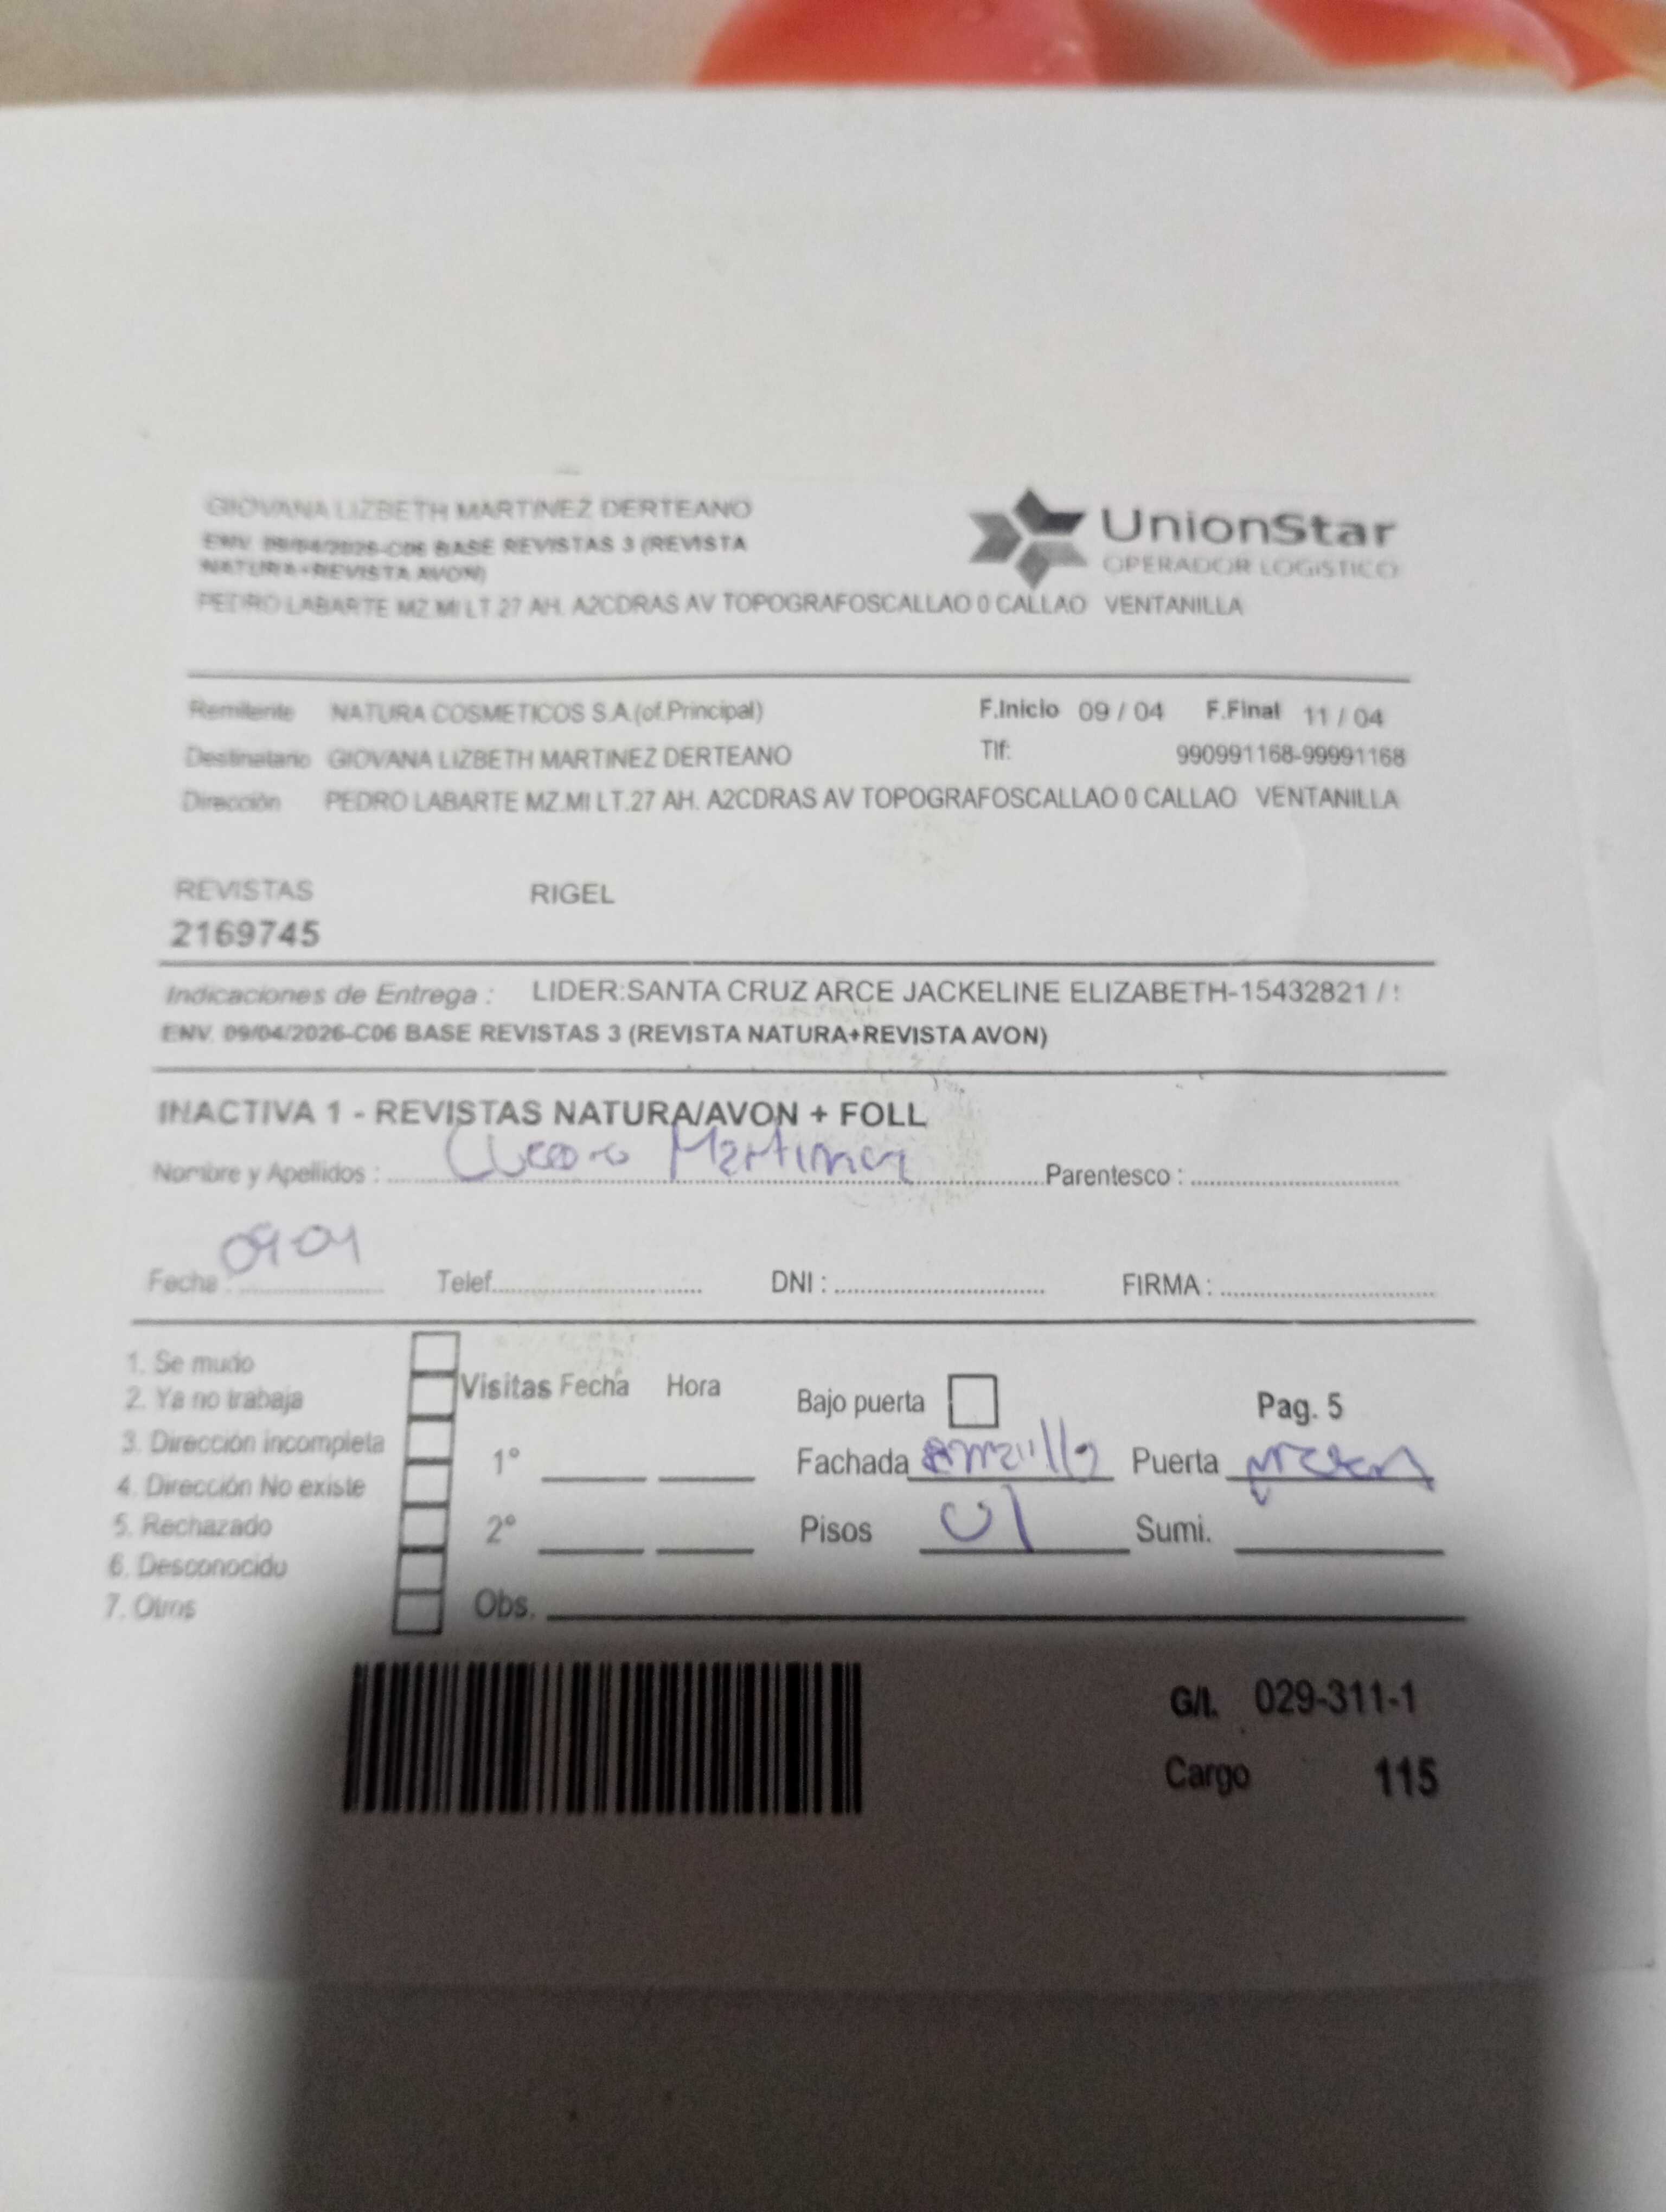 GIOVANA LIZBETH MARTINEZ DERTEANO
ENV. 09/04/2026-C06 BASE REVISTAS 3 (REVISTA
NATURA+REVISTA AVON)
PEDRO LABARTE MZ.MI LT.27 AH. A2CDRAS AV TOPOGRAFOSCALLAO 0 CALLAO VENTANILLA
UnionStar
OPERADOR LOGISTICO
Remitente NATURA COSMETICOS S.A.(of.Principal) F.Inicio 09 / 04 F.Final 11 / 04
Destinatario GIOVANA LIZBETH MARTINEZ DERTEANO Tlf: 990991168-99991168
Dirección PEDRO LABARTE MZ.MI LT.27 AH. A2CDRAS AV TOPOGRAFOSCALLAO 0 CALLAO VENTANILLA
REVISTAS RIGEL
2169745
Indicaciones de Entrega : LIDER:SANTA CRUZ ARCE JACKELINE ELIZABETH-15432821 /
ENV. 09/04/2026-C06 BASE REVISTAS 3 (REVISTA NATURA+REVISTA AVON)
INACTIVA 1 - REVISTAS NATURA/AVON + FOLL
Nombre y Apellidos : Martinez Parentesco :
Fecha : 09-04 Telef. DNI : FIRMA :
1. Se mudo
2. Ya no trabaja
3. Dirección incompleta
4. Dirección No existe
5. Rechazado
6. Desconocido
7. Otros
Visitas Fecha Hora Bajo puerta Pag. 5
1° Fachada Puerta
2° Pisos 01 Sumi.
Obs.
G/I. 029-311-1
Cargo 115